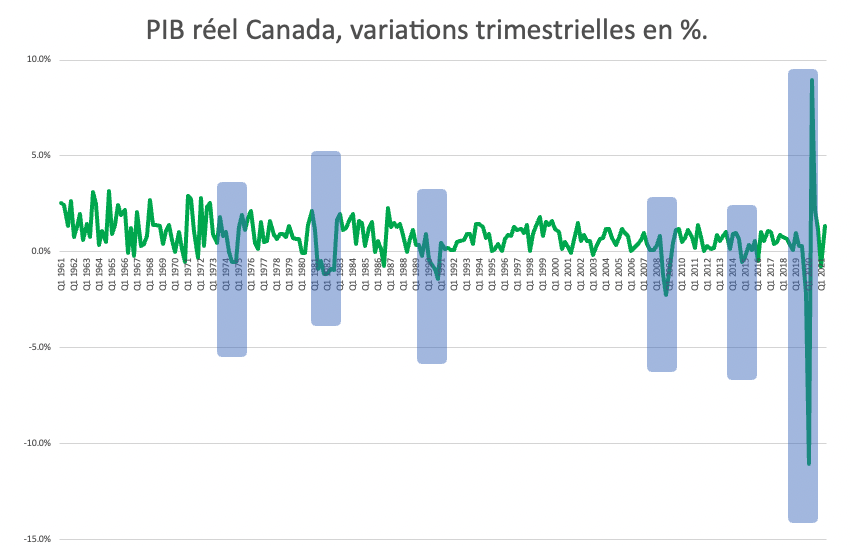 PIB réel Canada, variations trimestrielles en %.
10.0%
5.0%
0.0%
-5.0%
-10.0%
-15.0%
Q1 1961
Q1 1962
Q1 1963
Q1 1964
Q1 1965
Q1 1966
Q1 1967
Q1 1968
Q1 1969
Q1 1970
Q1 1971
Q1 1972
Q1 1973
Q1 1974
Q1 1975
Q1 1976
Q1 1977
Q1 1978
Q1 1979
Q1 1980
Q1 1981
Q1 1982
Q1 1983
Q1 1984
Q1 1985
Q1 1986
Q1 1987
Q1 1988
Q1 1989
Q1 1990
Q1 1991
Q1 1992
Q1 1993
Q1 1994
Q1 1995
Q1 1996
Q1 1997
Q1 1998
Q1 1999
Q1 2000
Q1 2001
Q1 2002
Q1 2003
Q1 2004
Q1 2005
Q1 2006
Q1 2007
Q1 2008
Q1 2009
Q1 2010
Q1 2011
Q1 2012
Q1 2013
Q1 2014
Q1 2015
Q1 2016
Q1 2017
Q1 2018
Q1 2019
Q1 2020